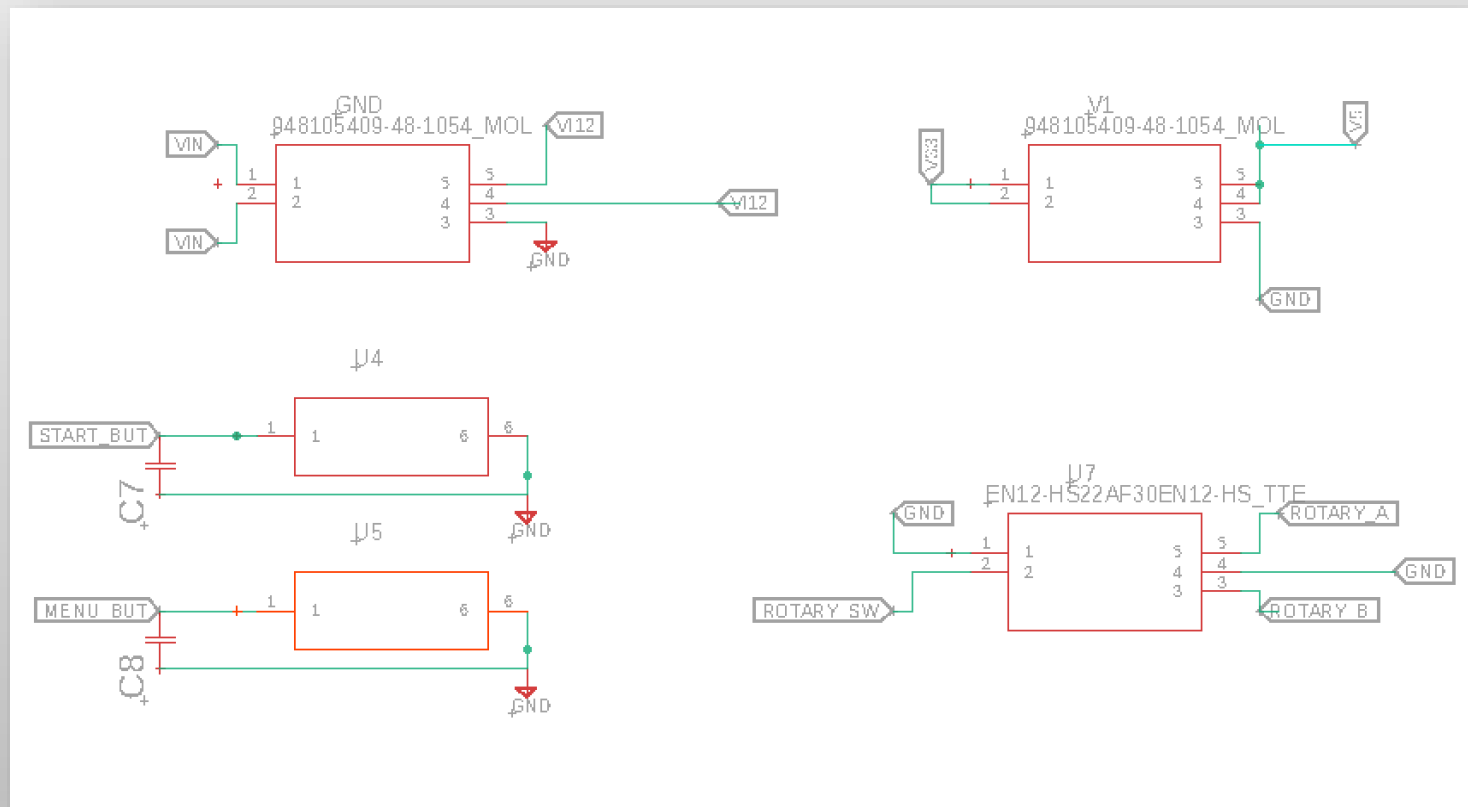 GND
948105409-48-1054_MOL
VIN
VI12
1 1 5 5
2 2 4 4
VI12
3 3
VIN
GND
V1
948105409-48-1054_MOL
V5
V33
1 1 5 5
2 2 4 4
3 3
GND
U4
START_BUT
1 1 6 6
C7
GND
U5
MENU_BUT
1 1 6 6
C8
GND
U7
EN12-HS22AF30EN12-HS_TTE
GND
ROTARY_A
1 1 5 5
2 2 4 4
GND
3 3
ROTARY_SW
ROTARY_B